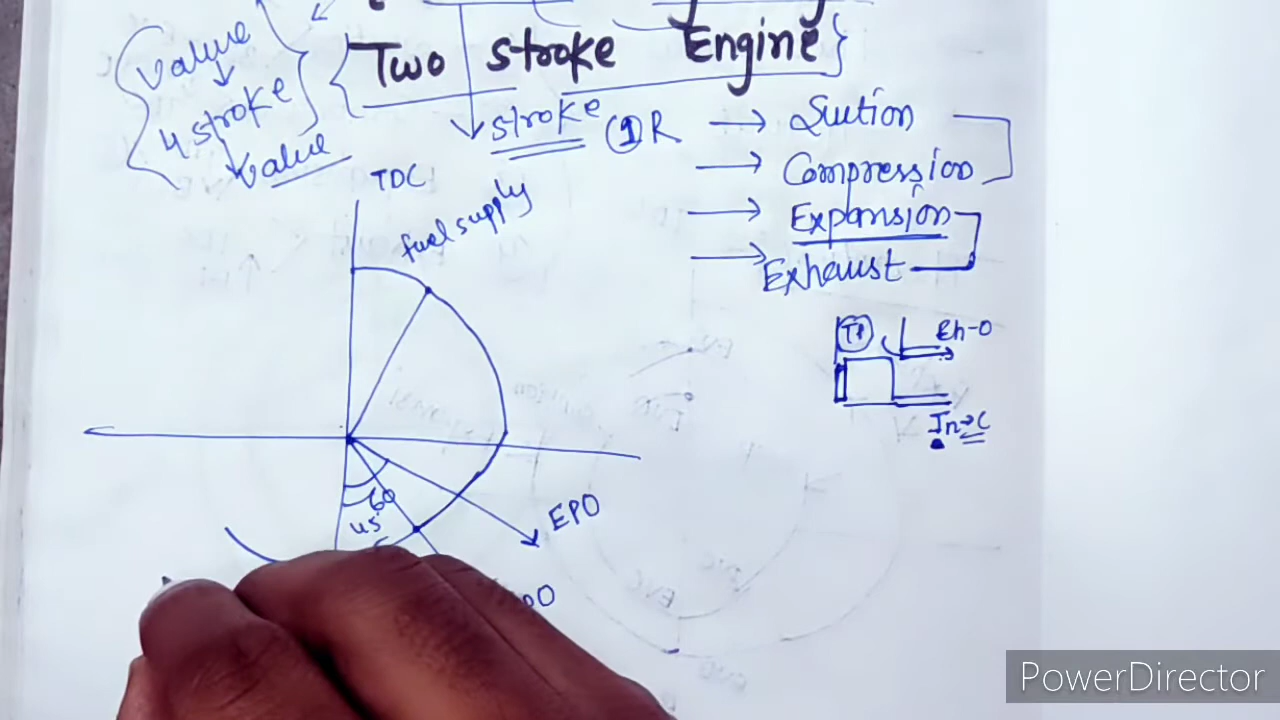 Two stroke Engine
value
4 stroke
value
stroke
1 R
Sution
Compression
Expansion
Exhaust
TDC
fuel supply
Eh-O
In→C
60
45°
EPO
PowerDirector